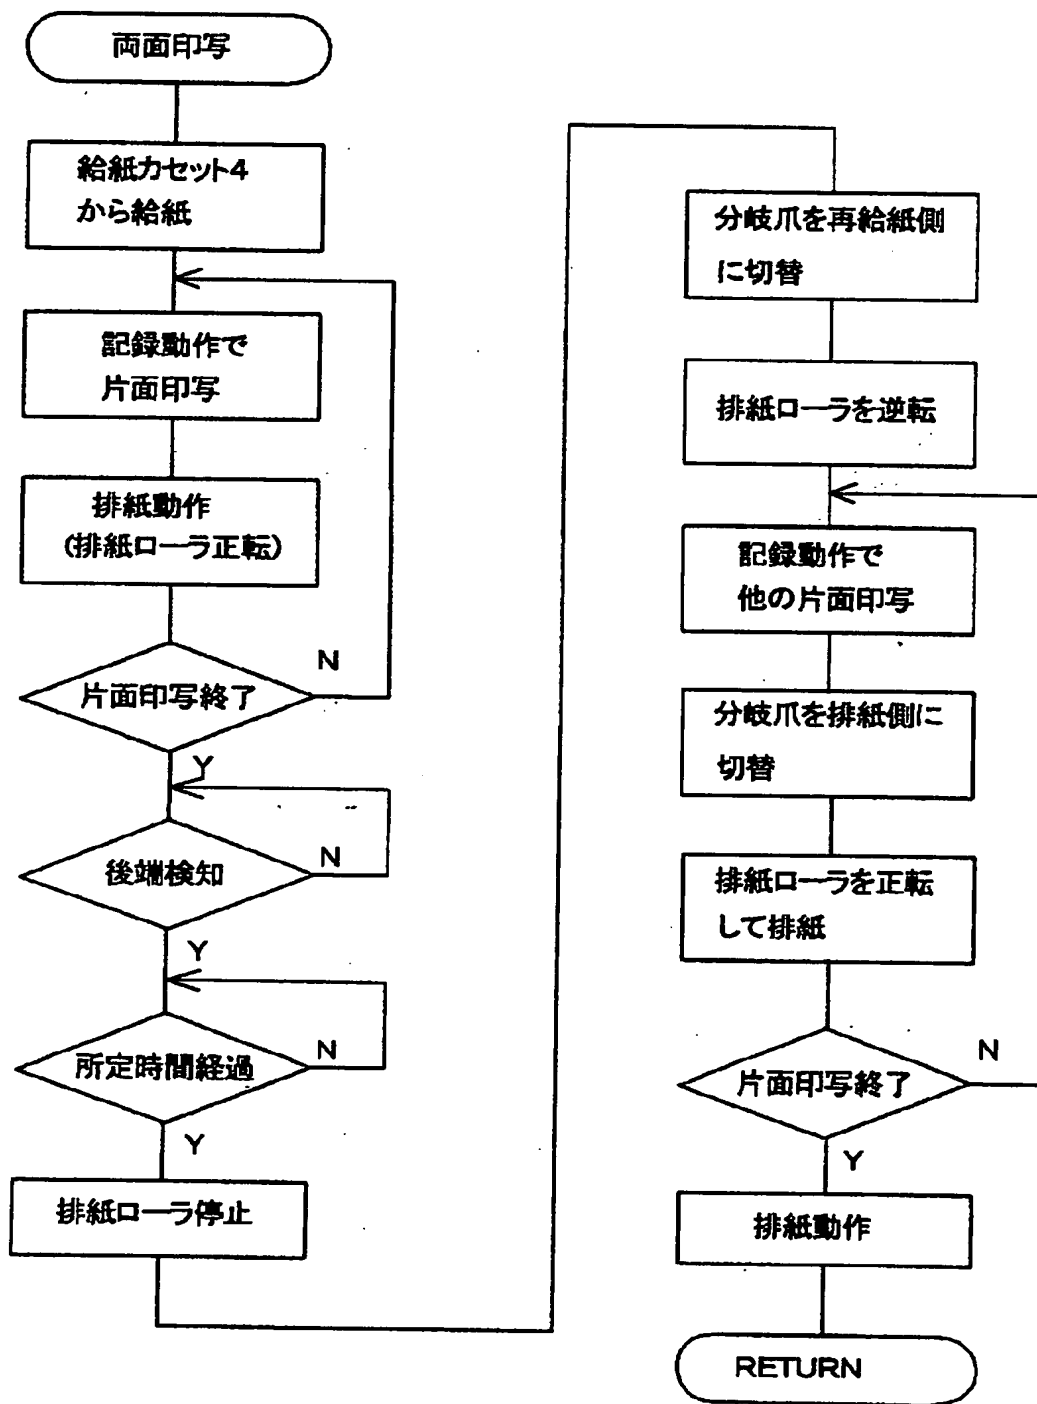 両面印写
給紙カセット4
から給紙
記録動作で
片面印写
排紙動作
(排紙ローラ正転)
片面印写終了
N
Y
後端検知
N
Y
所定時間経過
N
Y
排紙ローラ停止
分岐爪を再給紙側
に切替
排紙ローラを逆転
記録動作で
他の片面印写
分岐爪を排紙側に
切替
排紙ローラを正転
して排紙
片面印写終了
N
Y
排紙動作
RETURN